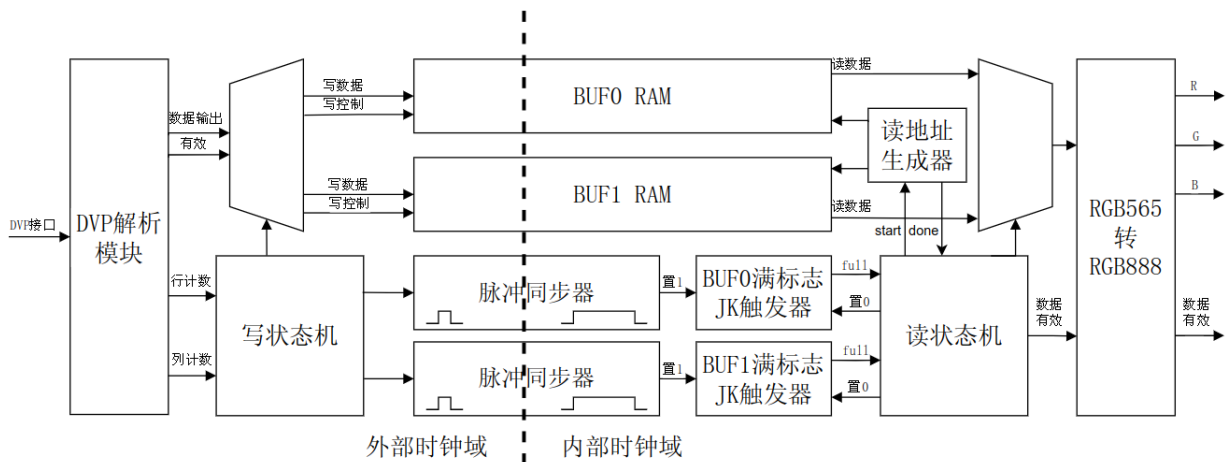 DVP接口
DVP解析
模块
数据输出
有效
行计数
列计数
写数据
写控制
写数据
写控制
写状态机
BUF0 RAM
BUF1 RAM
脉冲同步器
脉冲同步器
置1
置1
BUF0满标志
JK触发器
BUF1满标志
JK触发器
full
置0
full
置0
读数据
读数据
读地址
生成器
start
done
读状态机
数据
有效
RGB565
转
RGB888
R
G
B
数据
有效
外部时钟域
内部时钟域